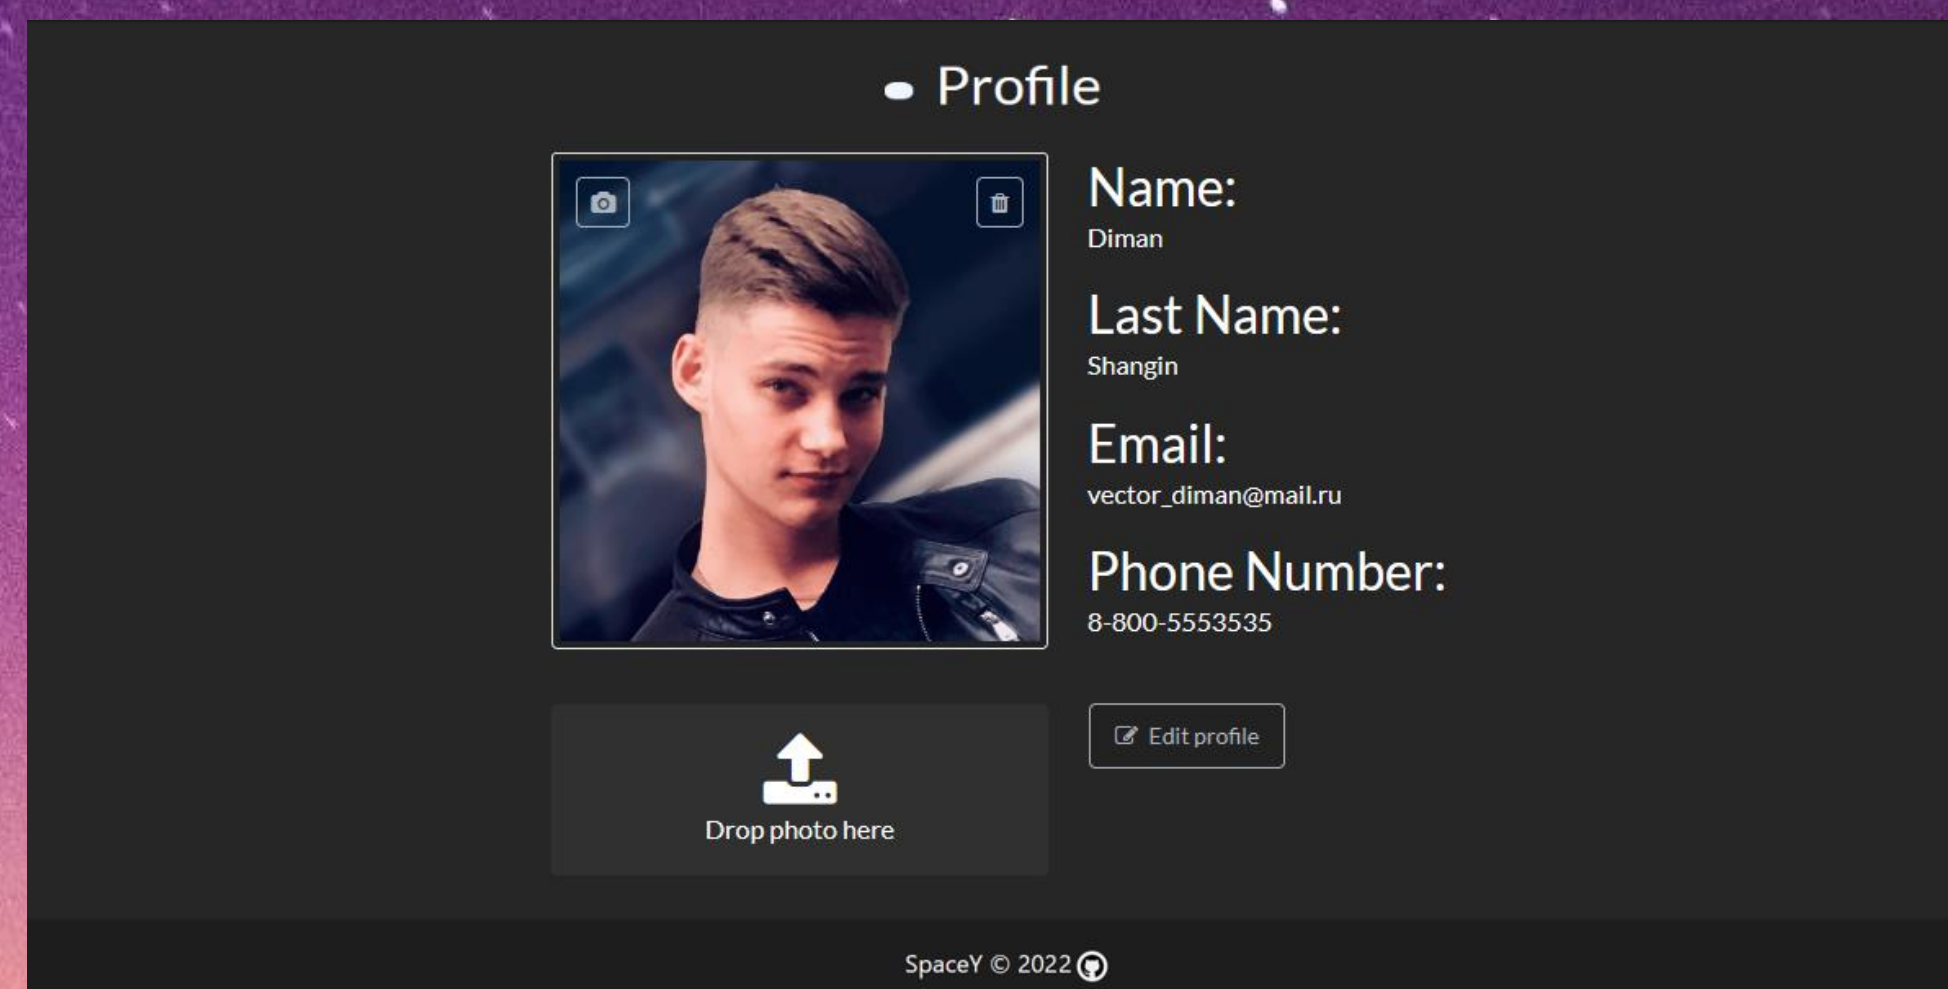 Profile
Name:
Diman
Last Name:
Shangin
Email:
vector_diman@mail.ru
Phone Number:
8-800-5553535
Edit profile
Drop photo here
SpaceY © 2022